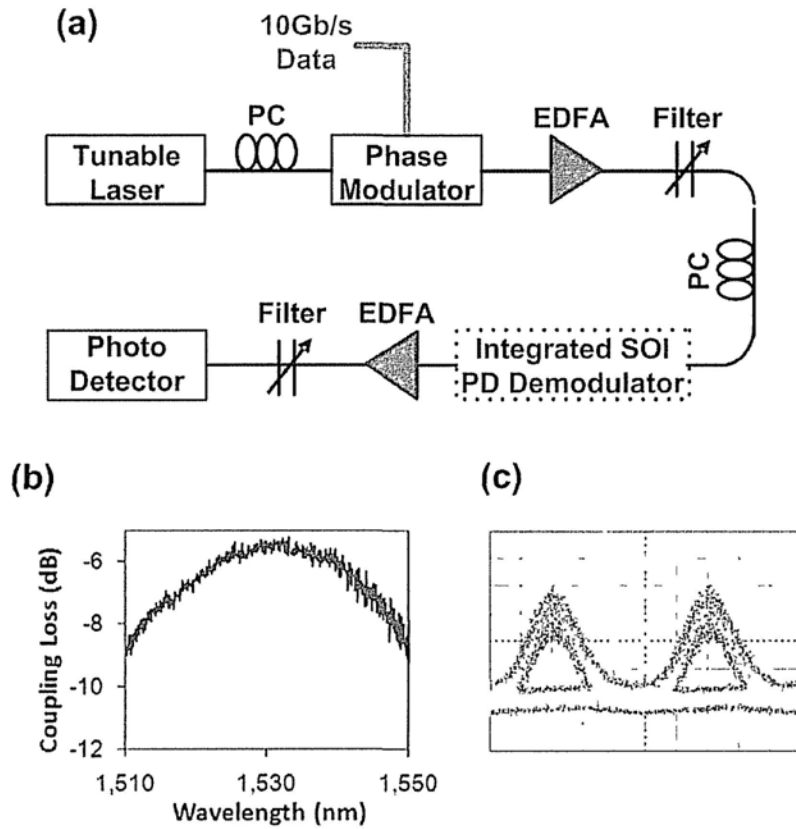 (a)
10Gb/s
Data
PC
EDFA
Filter
Tunable
Laser
Phase
Modulator
PC
Filter
EDFA
Photo
Detector
Integrated SOI
PD Demodulator
(b)
(c)
Coupling Loss (dB)
-6
-8
-10
-12
1,510
1,530
1,550
Wavelength (nm)